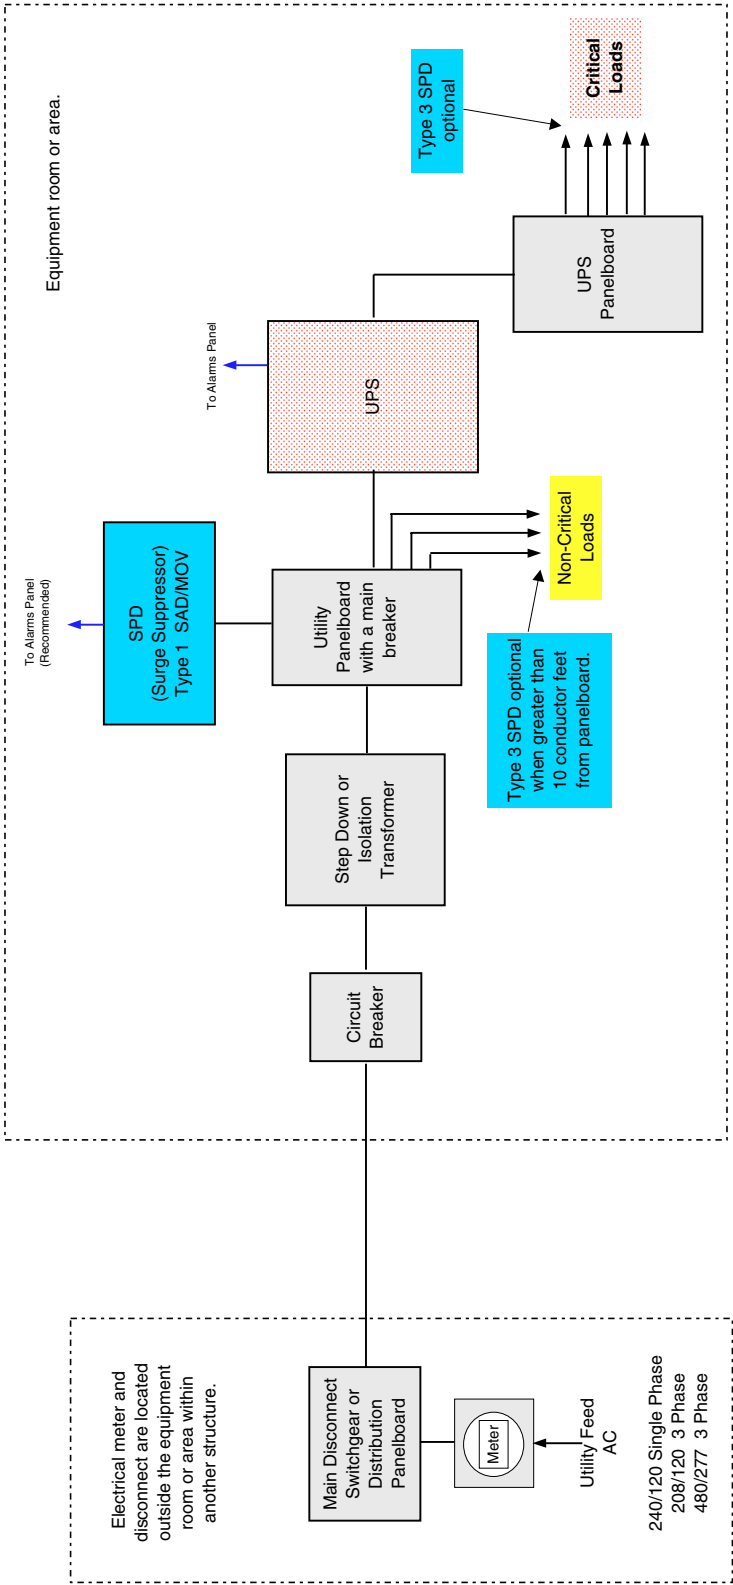 Electrical meter and
disconnect are located
outside the equipment
room or area within
another structure.
Main Disconnect
Switchgear or
Distribution
Panelboard
Meter
Utility Feed
AC
240/120 Single Phase
208/120 3 Phase
480/277 3 Phase
Equipment room or area.
Circuit
Breaker
Step Down or
Isolation
Transformer
To Alarms Panel
(Recommended)
SPD
(Surge Suppressor)
Type 1 SAD/MOV
Utility
Panelboard
with a main
breaker
Type 3 SPD optional
when greater than
10 conductor feet
from panelboard.
Non-Critical
Loads
To Alarms Panel
UPS
UPS
Panelboard
Type 3 SPD
optional
Critical
Loads